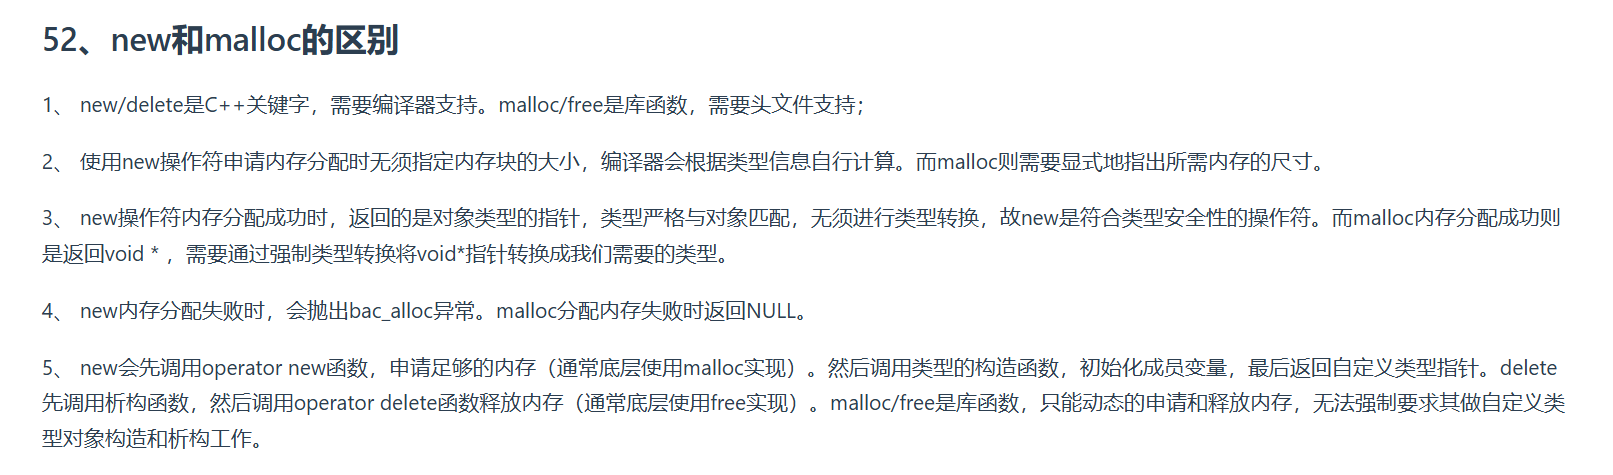 52、new和malloc的区别
1、 new/delete是C++关键字，需要编译器支持。malloc/free是库函数，需要头文件支持；
2、 使用new操作符申请内存分配时无须指定内存块的大小，编译器会根据类型信息自行计算。而malloc则需要显式地指出所需内存的尺寸。
3、 new操作符内存分配成功时，返回的是对象类型的指针，类型严格与对象匹配，无须进行类型转换，故new是符合类型安全性的操作符。而malloc内存分配成功则
是返回void * ，需要通过强制类型转换将void*指针转换成我们需要的类型。
4、 new内存分配失败时，会抛出bac_alloc异常。malloc分配内存失败时返回NULL。
5、 new会先调用operator new函数，申请足够的内存（通常底层使用malloc实现）。然后调用类型的构造函数，初始化成员变量，最后返回自定义类型指针。delete
先调用析构函数，然后调用operator delete函数释放内存（通常底层使用free实现）。malloc/free是库函数，只能动态的申请和释放内存，无法强制要求其做自定义类
型对象构造和析构工作。